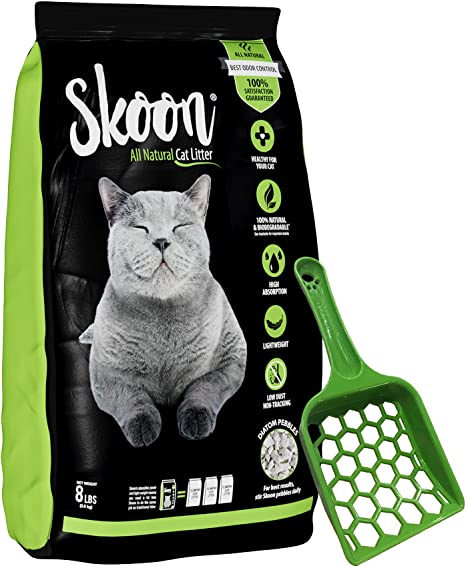 ALL NATURAL
BEST ODOR CONTROL
100%
SATISFACTION
GUARANTEED
Skoon®
All Natural Cat Litter
HEALTHY FOR
YOUR CAT
100% NATURAL
& BIODEGRADABLE*
HIGH
ABSORPTION
LIGHTWEIGHT
LOW DUST
NON-TRACKING
DIATOM PEBBLES
For best results,
stir Skoon pebbles daily
NET WEIGHT
8 LBS
=